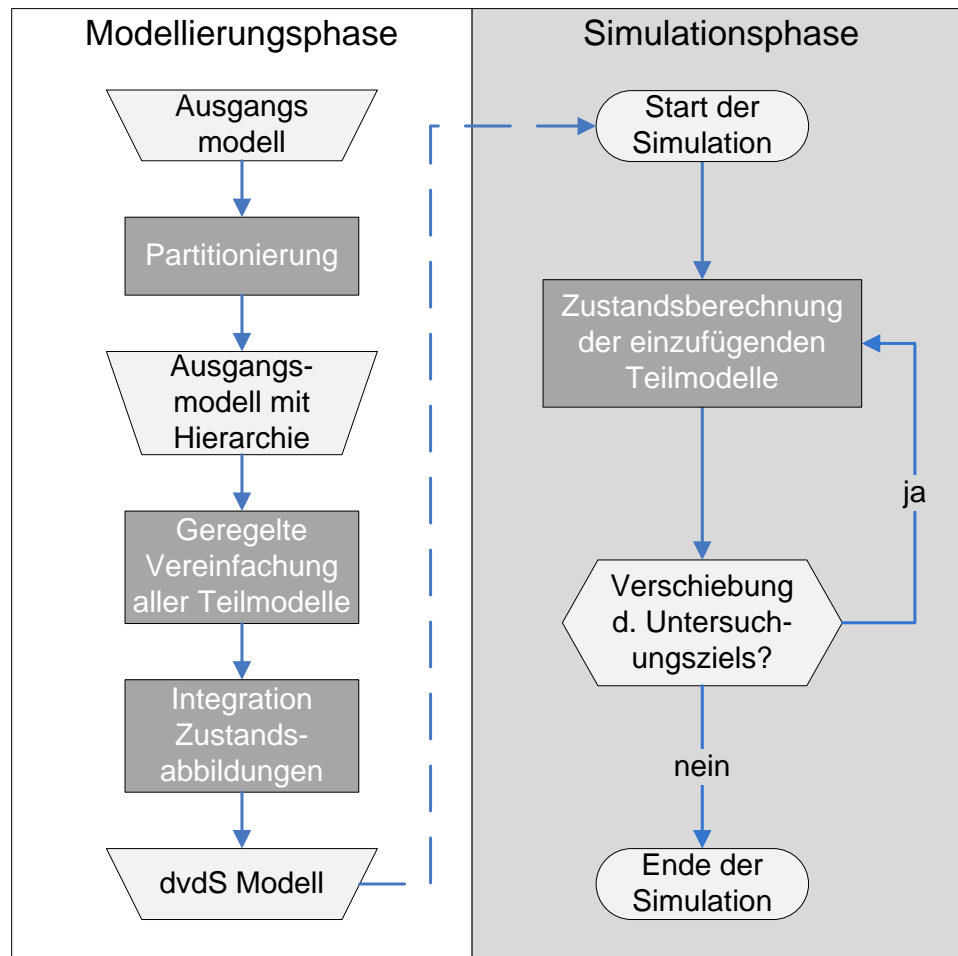 Modellierungsphase
Ausgangs
modell
Partitionierung
Ausgangs-
modell mit
Hierarchie
Geregelte
Vereinfachung
aller Teilmodelle
Integration
Zustands-
abbildungen
dvdS Modell
Simulationsphase
Start der
Simulation
Zustandsberechnung
der einzufügenden
Teilmodelle
ja
Verschiebung
d. Untersuch-
ungsziels?
nein
Ende der
Simulation